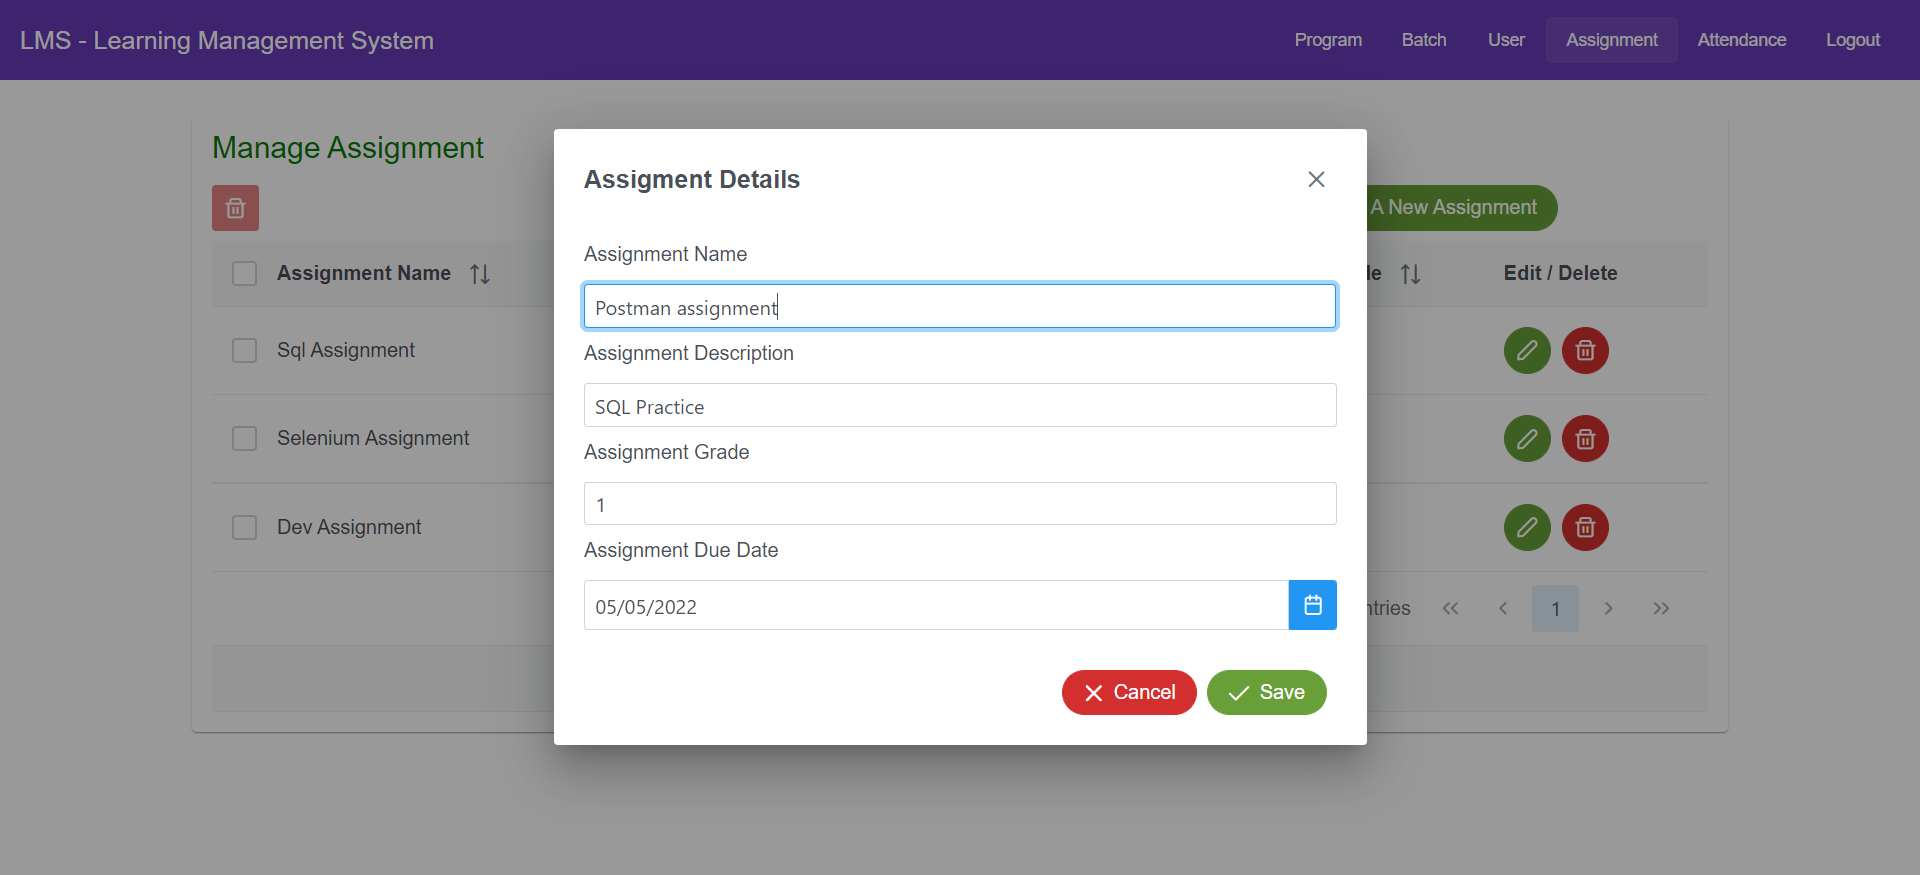 LMS - Learning Management System
Program Batch User Assignment Attendance Logout
Manage Assignment
A New Assignment
Assignment Name
Edit / Delete
Sql Assignment
Selenium Assignment
Dev Assignment
1
Assigment Details
Assignment Name
Postman assignment
Assignment Description
SQL Practice
Assignment Grade
1
Assignment Due Date
05/05/2022
Cancel Save